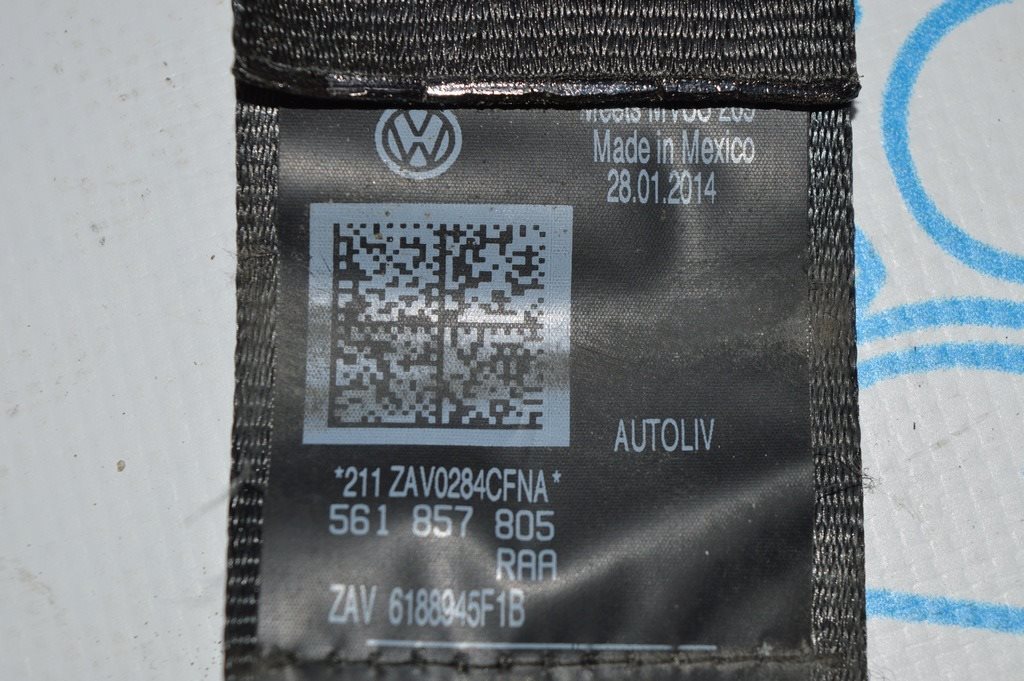 Made in Mexico
28.01.2014
AUTOLIV
*211 ZAV0284CFNA*
561 857 805
RAA
ZAV 6188945F1B